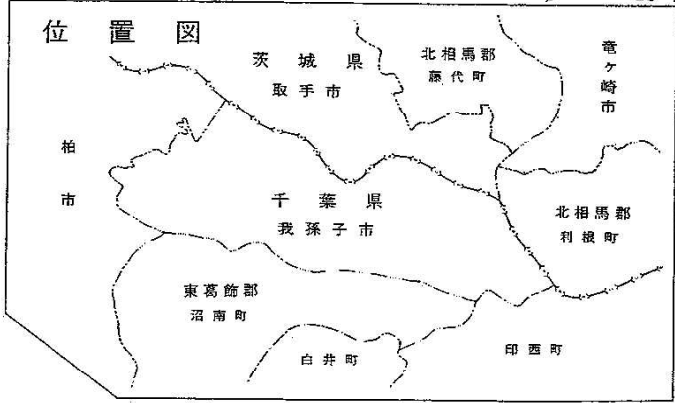 位置図
茨城県
取手市
北相馬郡
藤代町
竜ヶ崎市
柏市
千葉県
我孫子市
北相馬郡
利根町
東葛飾郡
沼南町
白井町
印西町